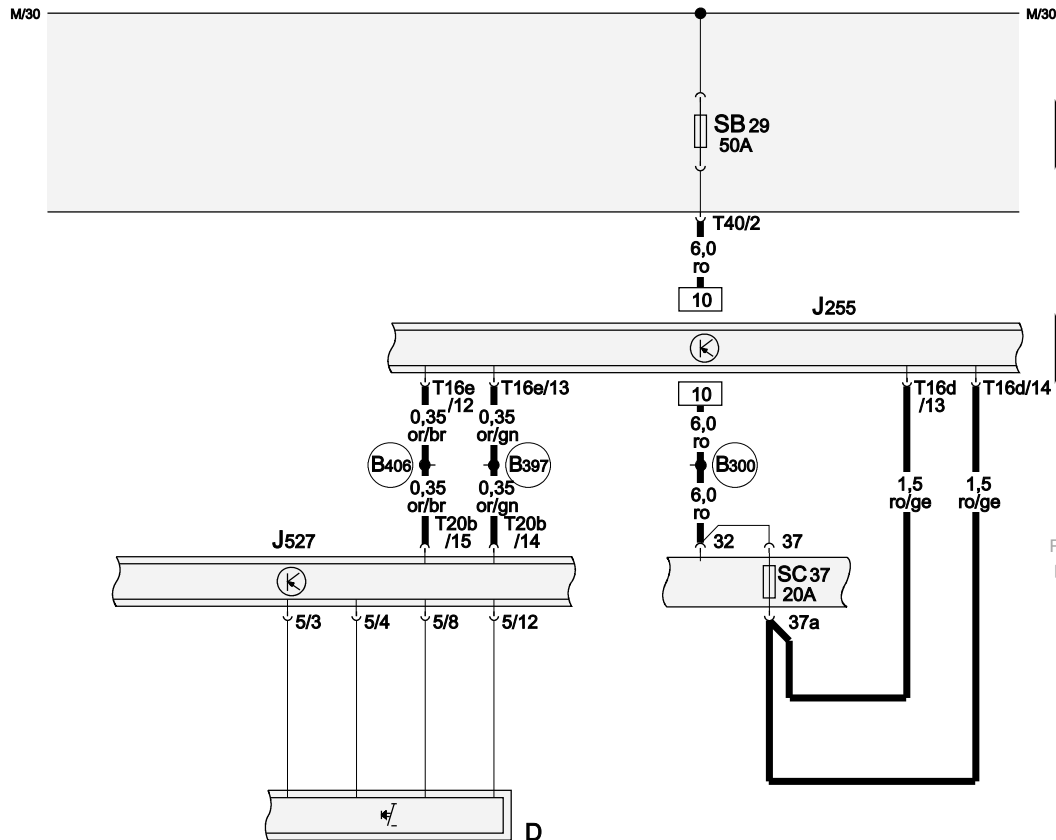 M/30
M/30
SB 29
50A
T40/2
6,0
ro
10
J255
T16e
/12
T16e/13
10
T16d
/13
T16d/14
0,35
or/br
0,35
or/gn
6,0
ro
B406
B397
B300
1,5
ro/ge
1,5
ro/ge
0,35
or/br
0,35
or/gn
6,0
ro
T20b
/15
T20b
/14
J527
32
37
SC 37
20A
5/3
5/4
5/8
5/12
37a
D